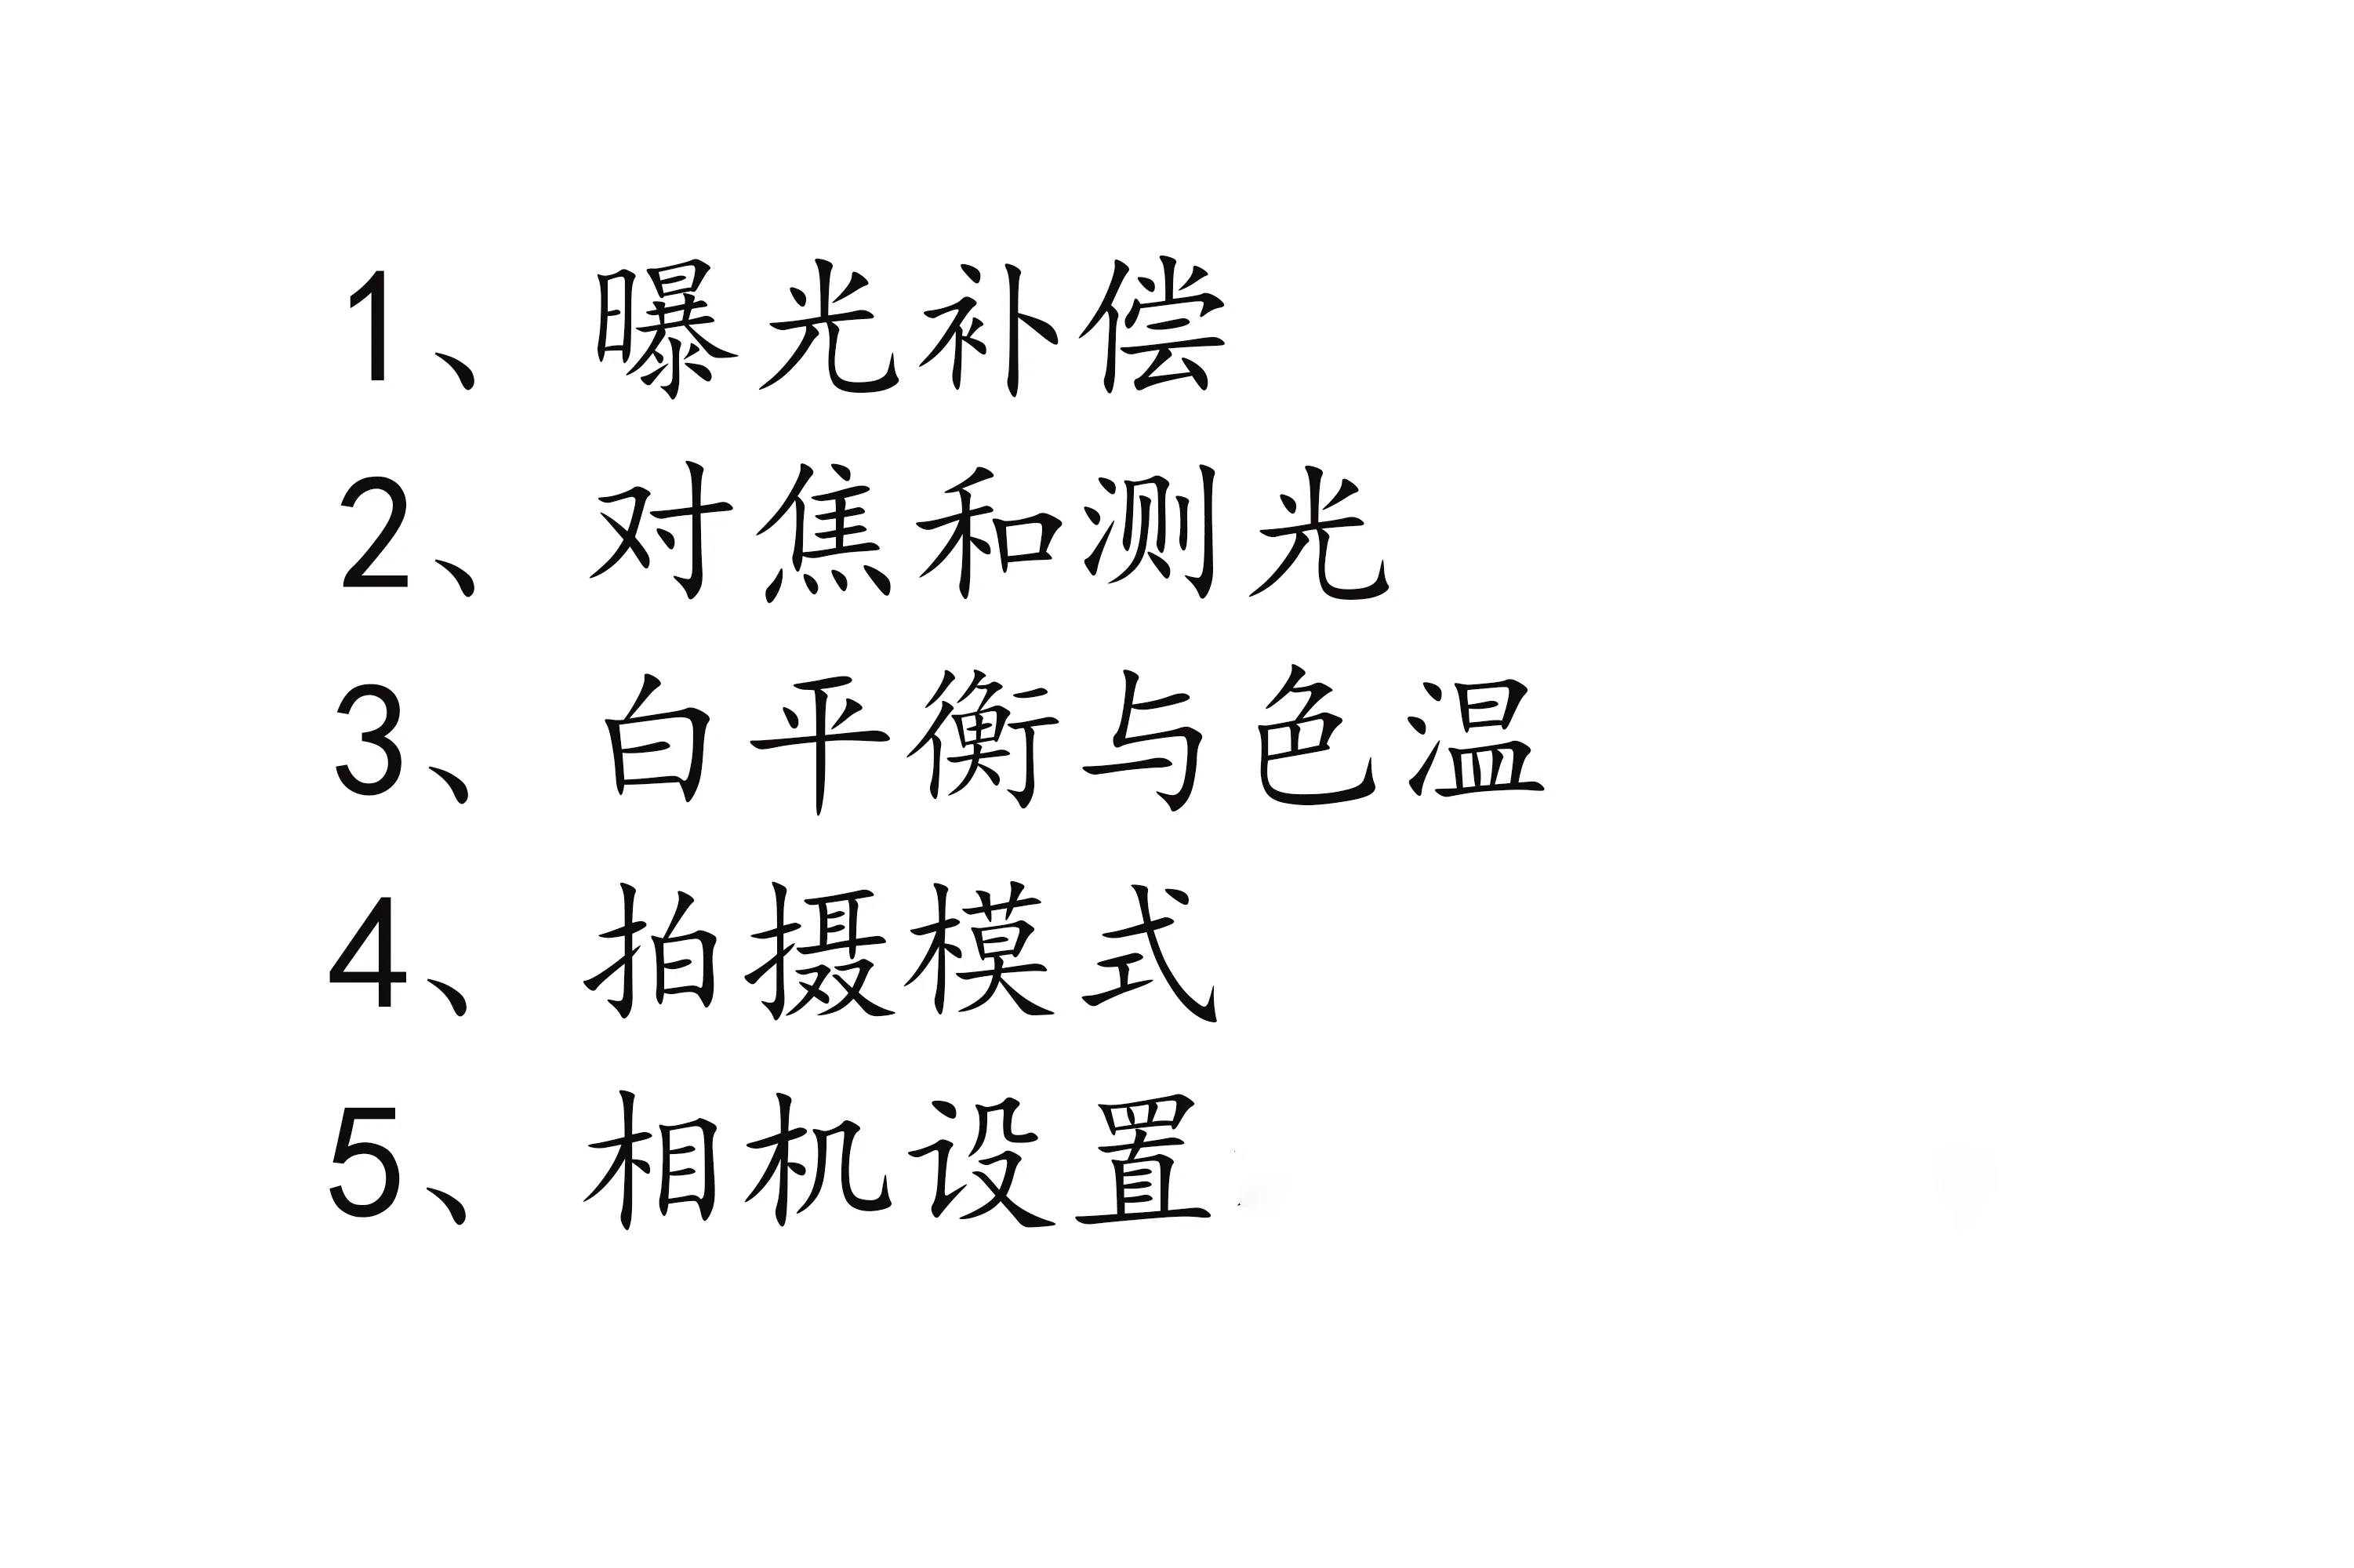 1、 曝光补偿
2、 对焦和测光
3、 白平衡与色温
4、 拍摄模式
5、 相机设置